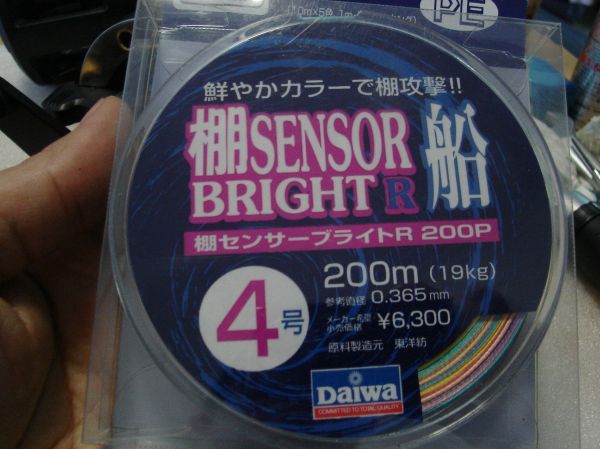 PE
鮮やかカラーで棚攻撃!!
棚SENSOR
BRIGHT R
船
棚センサーブライトR 200P
4号
200m (19kg)
参考直径 0.365mm
メーカー希望
小売価格 ¥6,300
原料製造元 東洋紡
DAIWA
COMMITTED TO TOTAL QUALITY